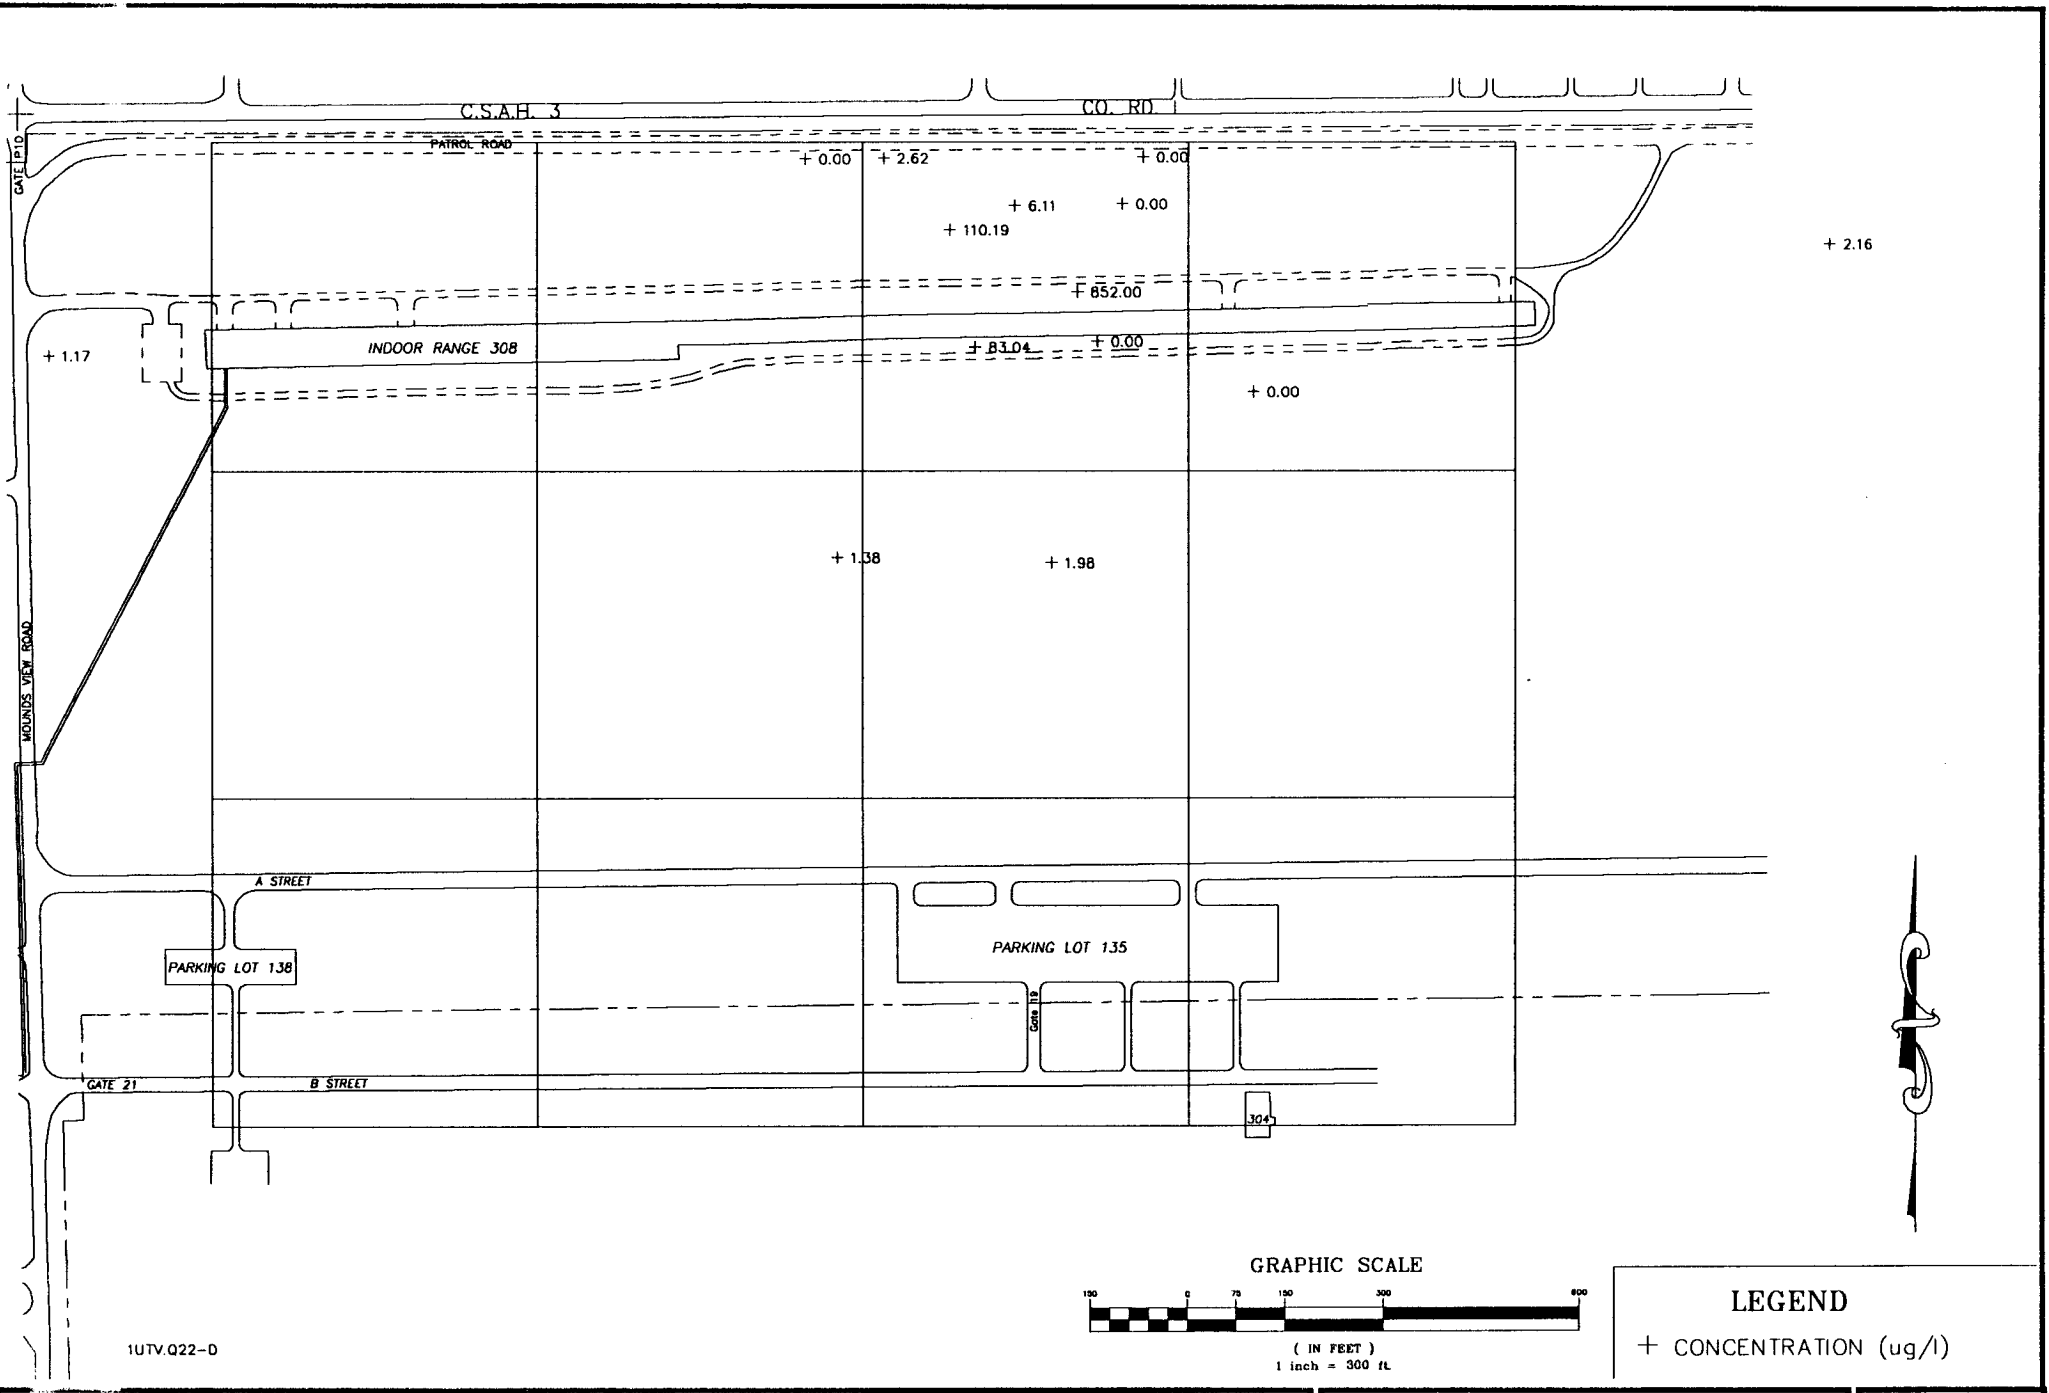 C.S.A.H. 3
CO. RD.
GATE P10
PATROL ROAD
+ 0.00
+ 2.62
+ 0.00
+ 6.11
+ 0.00
+ 110.19
+ 2.16
+ 852.00
INDOOR RANGE 308
+ 83.04
+ 0.00
+ 1.17
+ 0.00
+ 1.38
+ 1.98
MOUNDS VIEW ROAD
A STREET
PARKING LOT 135
PARKING LOT 138
Gate 19
GATE 21
B STREET
304
GRAPHIC SCALE
150 0 75 150 300 600
( IN FEET )
1 inch = 300 ft.
LEGEND
+ CONCENTRATION (ug/l)
1UTV.Q22-D